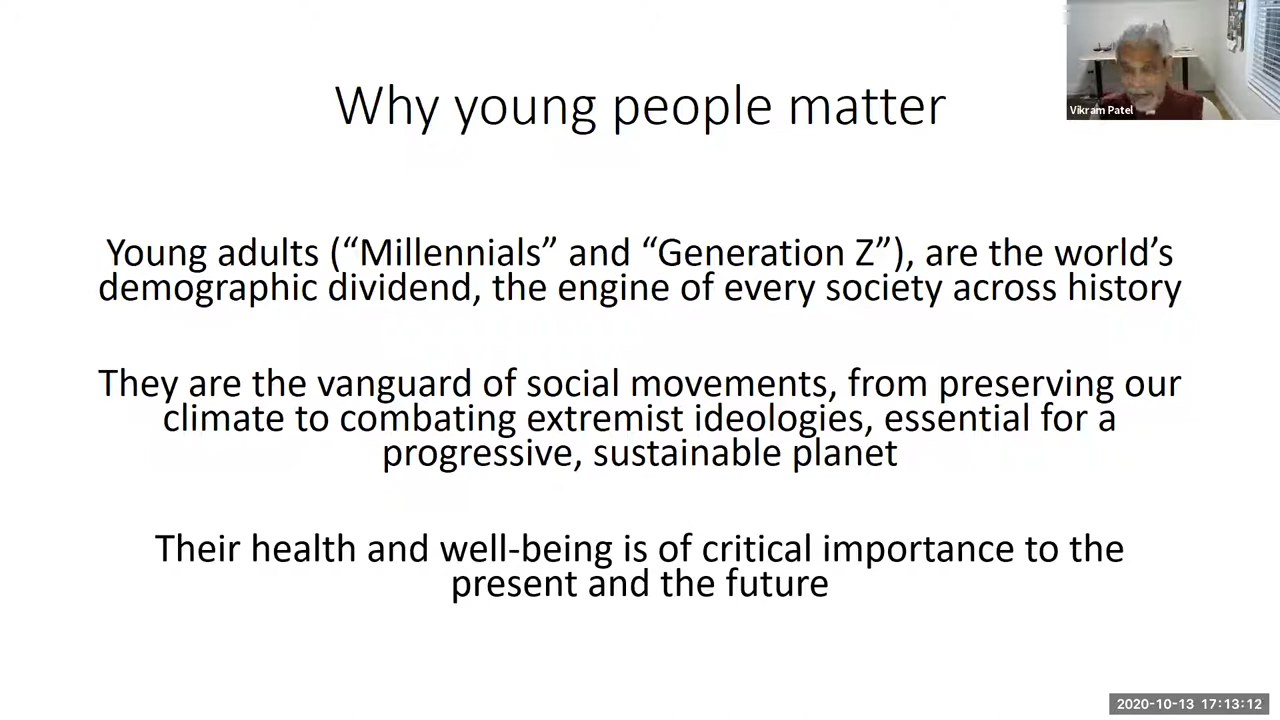 Why young people matter
Vikram Patel
Young adults (“Millennials” and “Generation Z”), are the world’s
demographic dividend, the engine of every society across history
They are the vanguard of social movements, from preserving our
climate to combating extremist ideologies, essential for a
progressive, sustainable planet
Their health and well-being is of critical importance to the
present and the future
2020-10-13 17:13:12